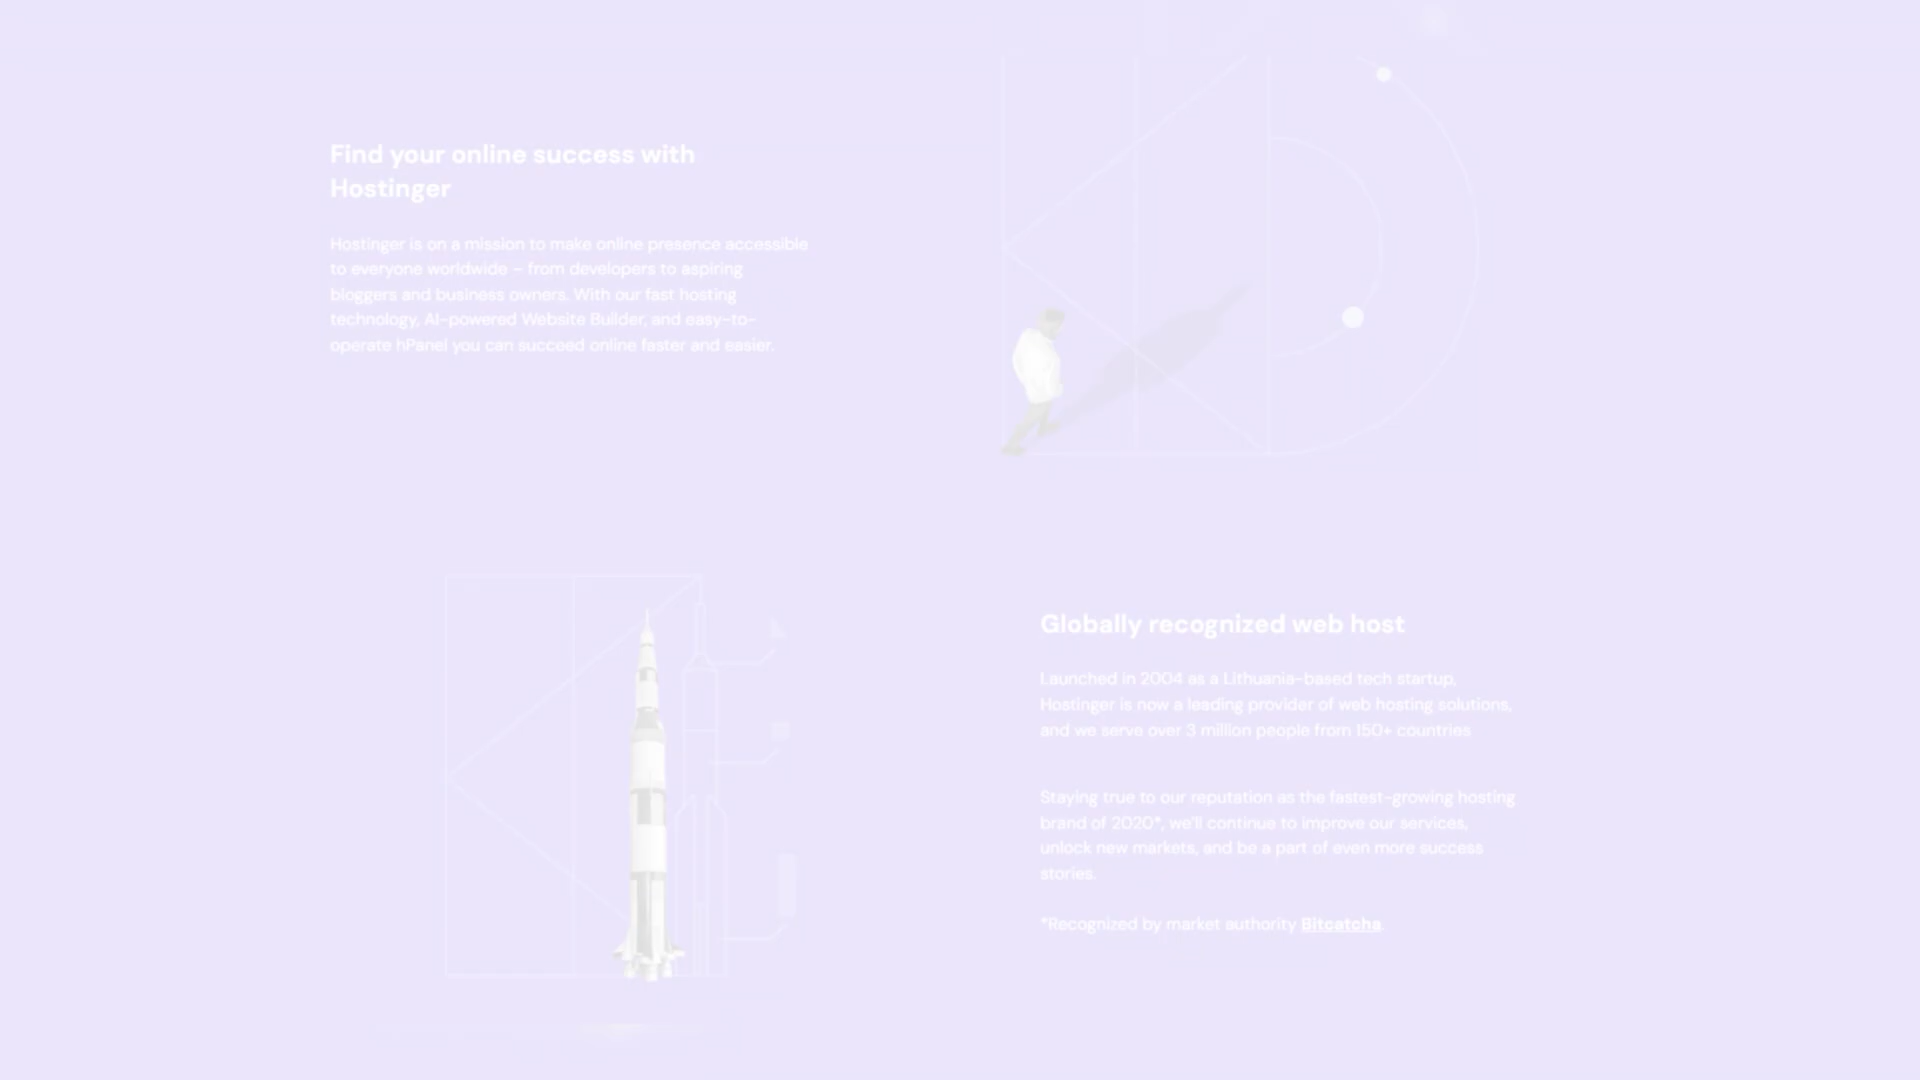 Find your online success with
Hostinger
Hostinger is on a mission to make online presence accessible
to everyone worldwide – from developers to aspiring
bloggers and business owners. With our fast hosting
technology, AI-powered Website Builder, and easy-to-
operate hPanel you can succeed online faster and easier.
Globally recognized web host
Launched in 2004 as a Lithuania-based tech startup,
Hostinger is now a leading provider of web hosting solutions,
and we serve over 3 million people from 150+ countries
Staying true to our reputation as the fastest-growing hosting
brand of 2020*, we'll continue to improve our services,
unlock new markets, and be a part of even more success
stories.
*Recognized by market authority Bitcatcha.